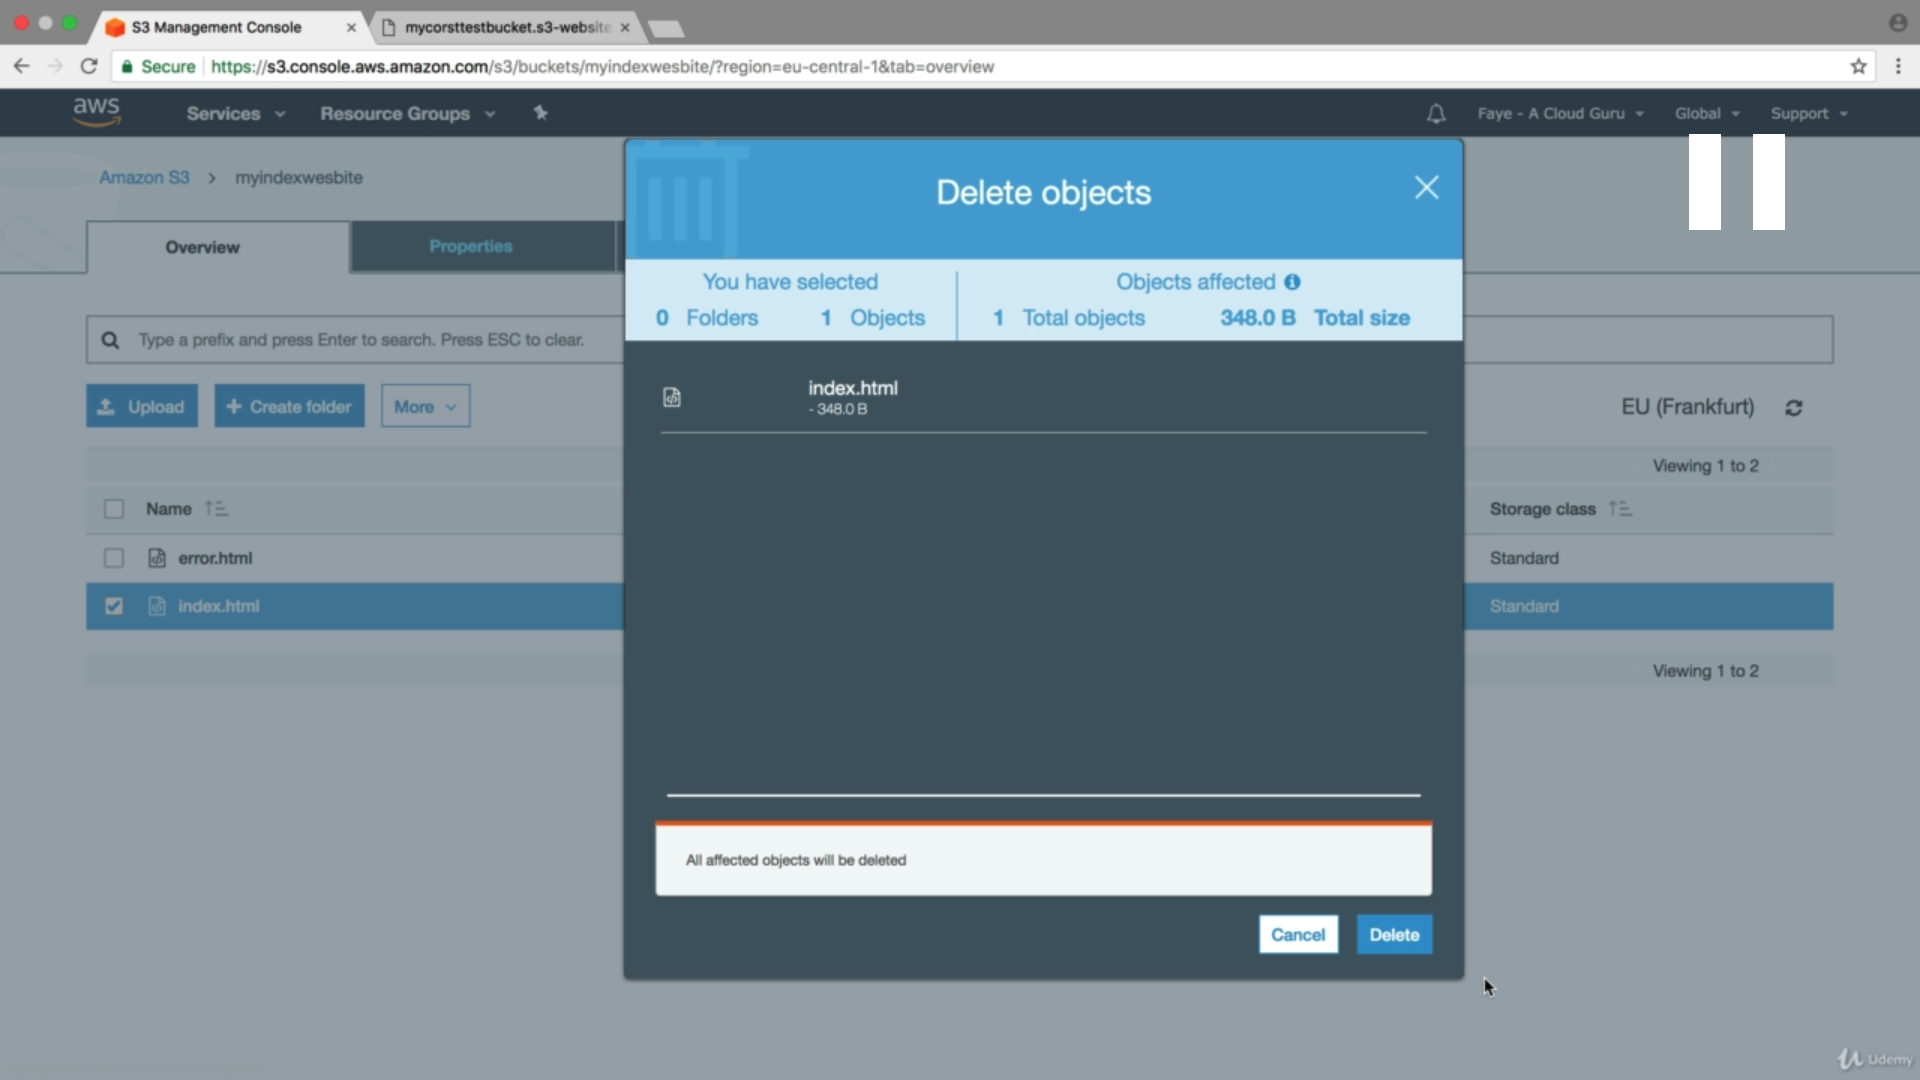 S3 Management Console
mycorsttestbucket.s3-website
Secure https://s3.console.aws.amazon.com/s3/buckets/myindexwesbite/?region=eu-central-1&tab=overview
aws Services Resource Groups Faye - A Cloud Guru Global Support
Amazon S3 > myindexwesbite
Overview Properties
Type a prefix and press Enter to search. Press ESC to clear.
Upload + Create folder More EU (Frankfurt)
Viewing 1 to 2
Name Storage class
error.html Standard
index.html Standard
Viewing 1 to 2
Delete objects
You have selected Objects affected
0 Folders 1 Objects 1 Total objects 348.0 B Total size
index.html
- 348.0 B
All affected objects will be deleted
Cancel Delete
Udemy